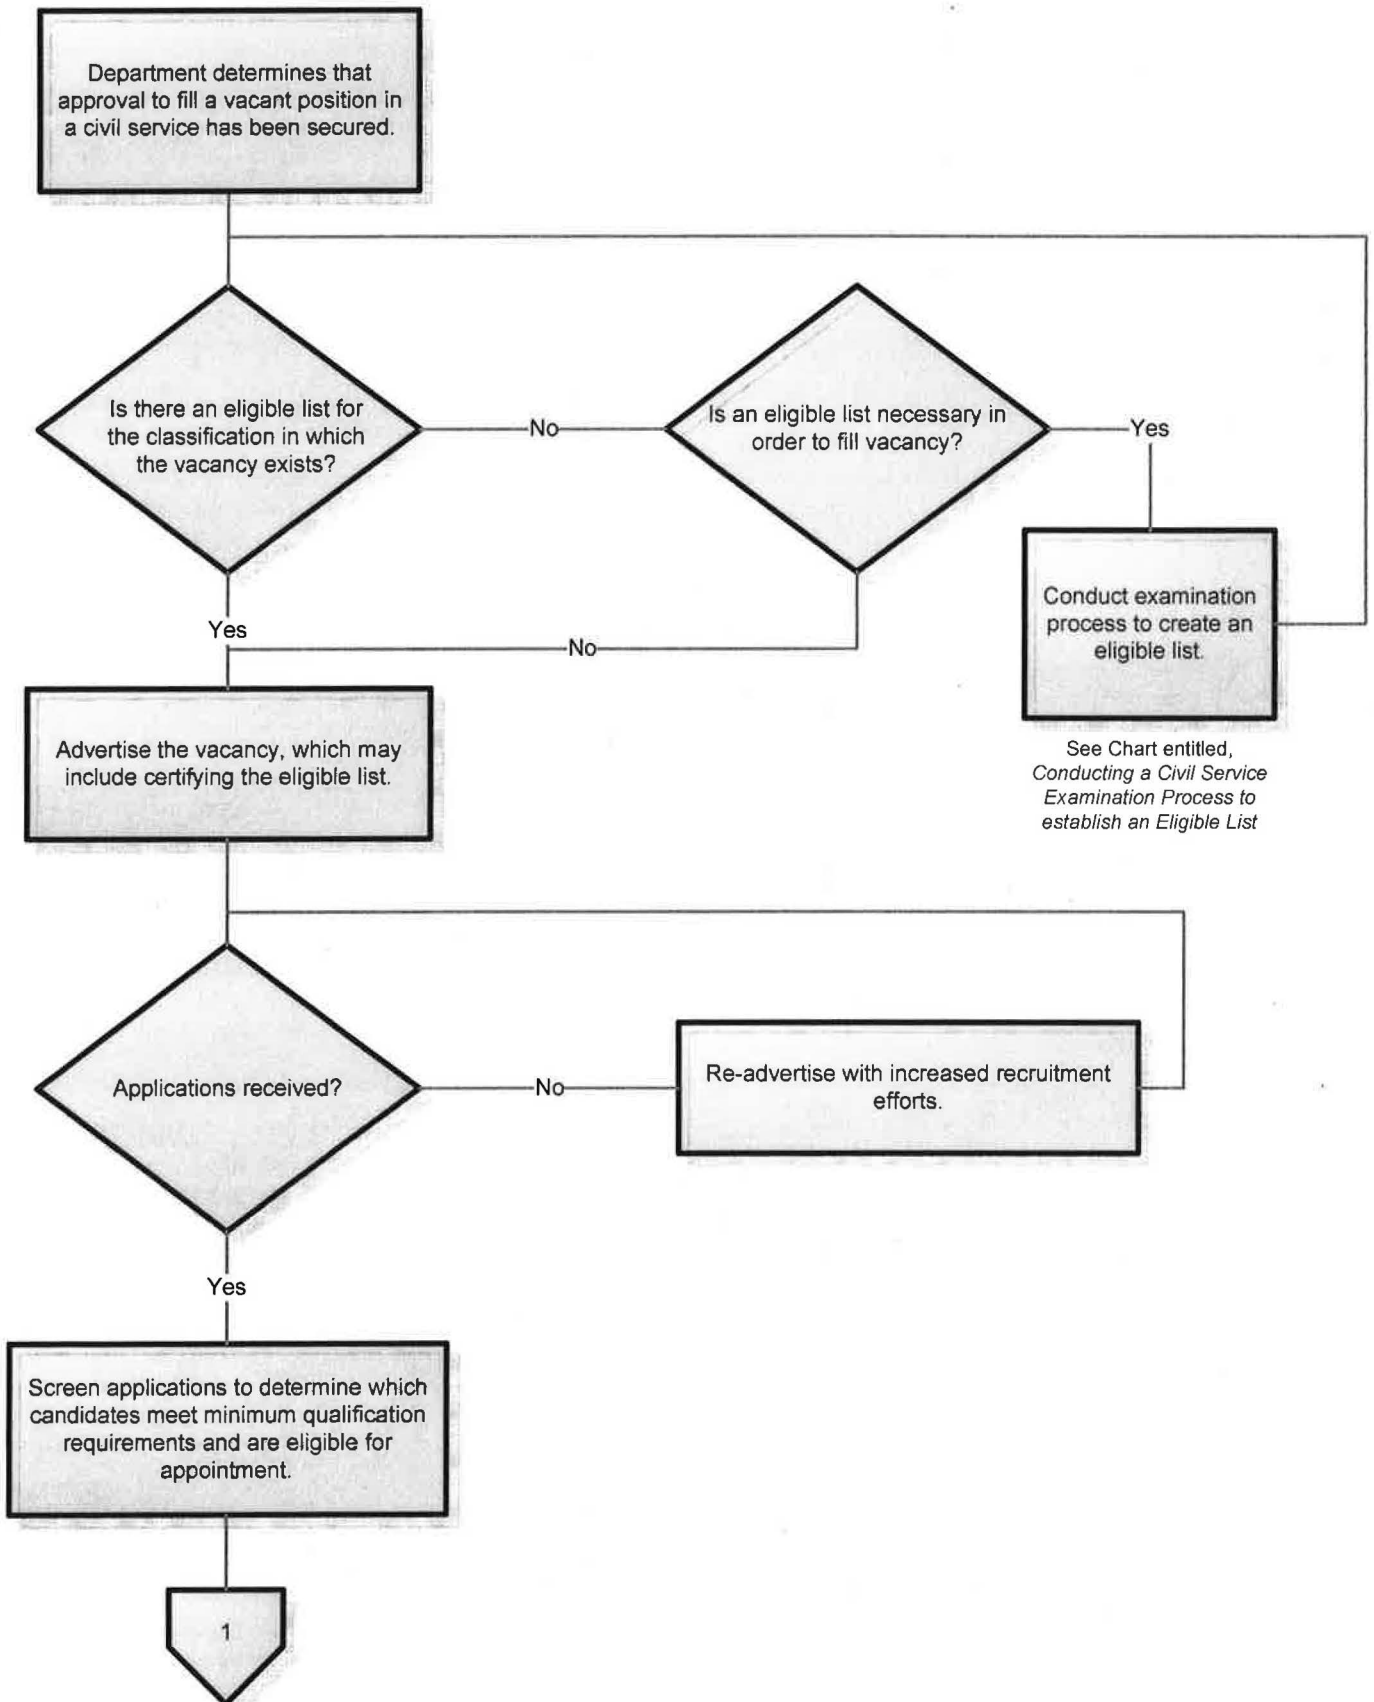 Department determines that
approval to fill a vacant position in
a civil service has been secured.
Is there an eligible list for
the classification in which
the vacancy exists?
No
Is an eligible list necessary in
order to fill vacancy?
Yes
Conduct examination
process to create an
eligible list.
See Chart entitled,
Conducting a Civil Service
Examination Process to
establish an Eligible List
Yes
No
Advertise the vacancy, which may
include certifying the eligible list.
Applications received?
No
Re-advertise with increased recruitment
efforts.
Yes
Screen applications to determine which
candidates meet minimum qualification
requirements and are eligible for
appointment.
1